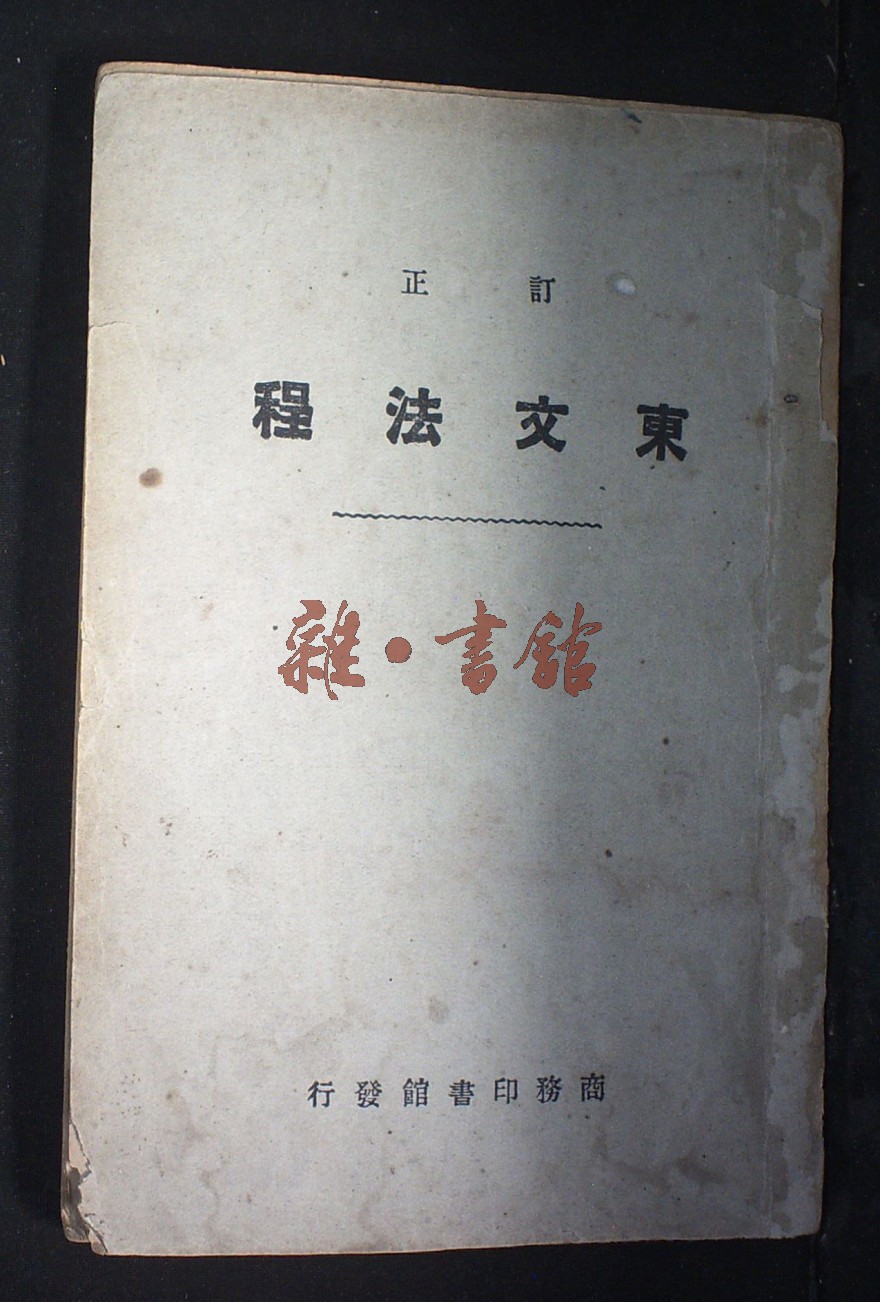 訂正
東文法程
雜·書館
商務印書館發行